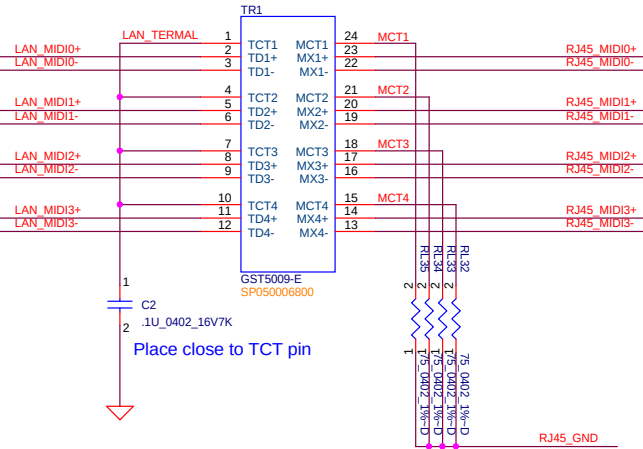 TR1
LAN_TERMAL 1 TCT1 MCT1 24 MCT1
LAN_MIDI0+ 2 TD1+ MX1+ 23 RJ45_MIDI0+
LAN_MIDI0- 3 TD1- MX1- 22 RJ45_MIDI0-
4 TCT2 MCT2 21 MCT2
LAN_MIDI1+ 5 TD2+ MX2+ 20 RJ45_MIDI1+
LAN_MIDI1- 6 TD2- MX2- 19 RJ45_MIDI1-
7 TCT3 MCT3 18 MCT3
LAN_MIDI2+ 8 TD3+ MX3+ 17 RJ45_MIDI2+
LAN_MIDI2- 9 TD3- MX3- 16 RJ45_MIDI2-
10 TCT4 MCT4 15 MCT4
LAN_MIDI3+ 11 TD4+ MX4+ 14 RJ45_MIDI3+
LAN_MIDI3- 12 TD4- MX4- 13 RJ45_MIDI3-
GST5009-E
SP050006800
1
C2
.1U_0402_16V7K
2
Place close to TCT pin
RL35 RL34 RL33 RL32
2 2 2 2
1 1 1 1
75_0402_1%~D 75_0402_1%~D 75_0402_1%~D 75_0402_1%~D
RJ45_GND